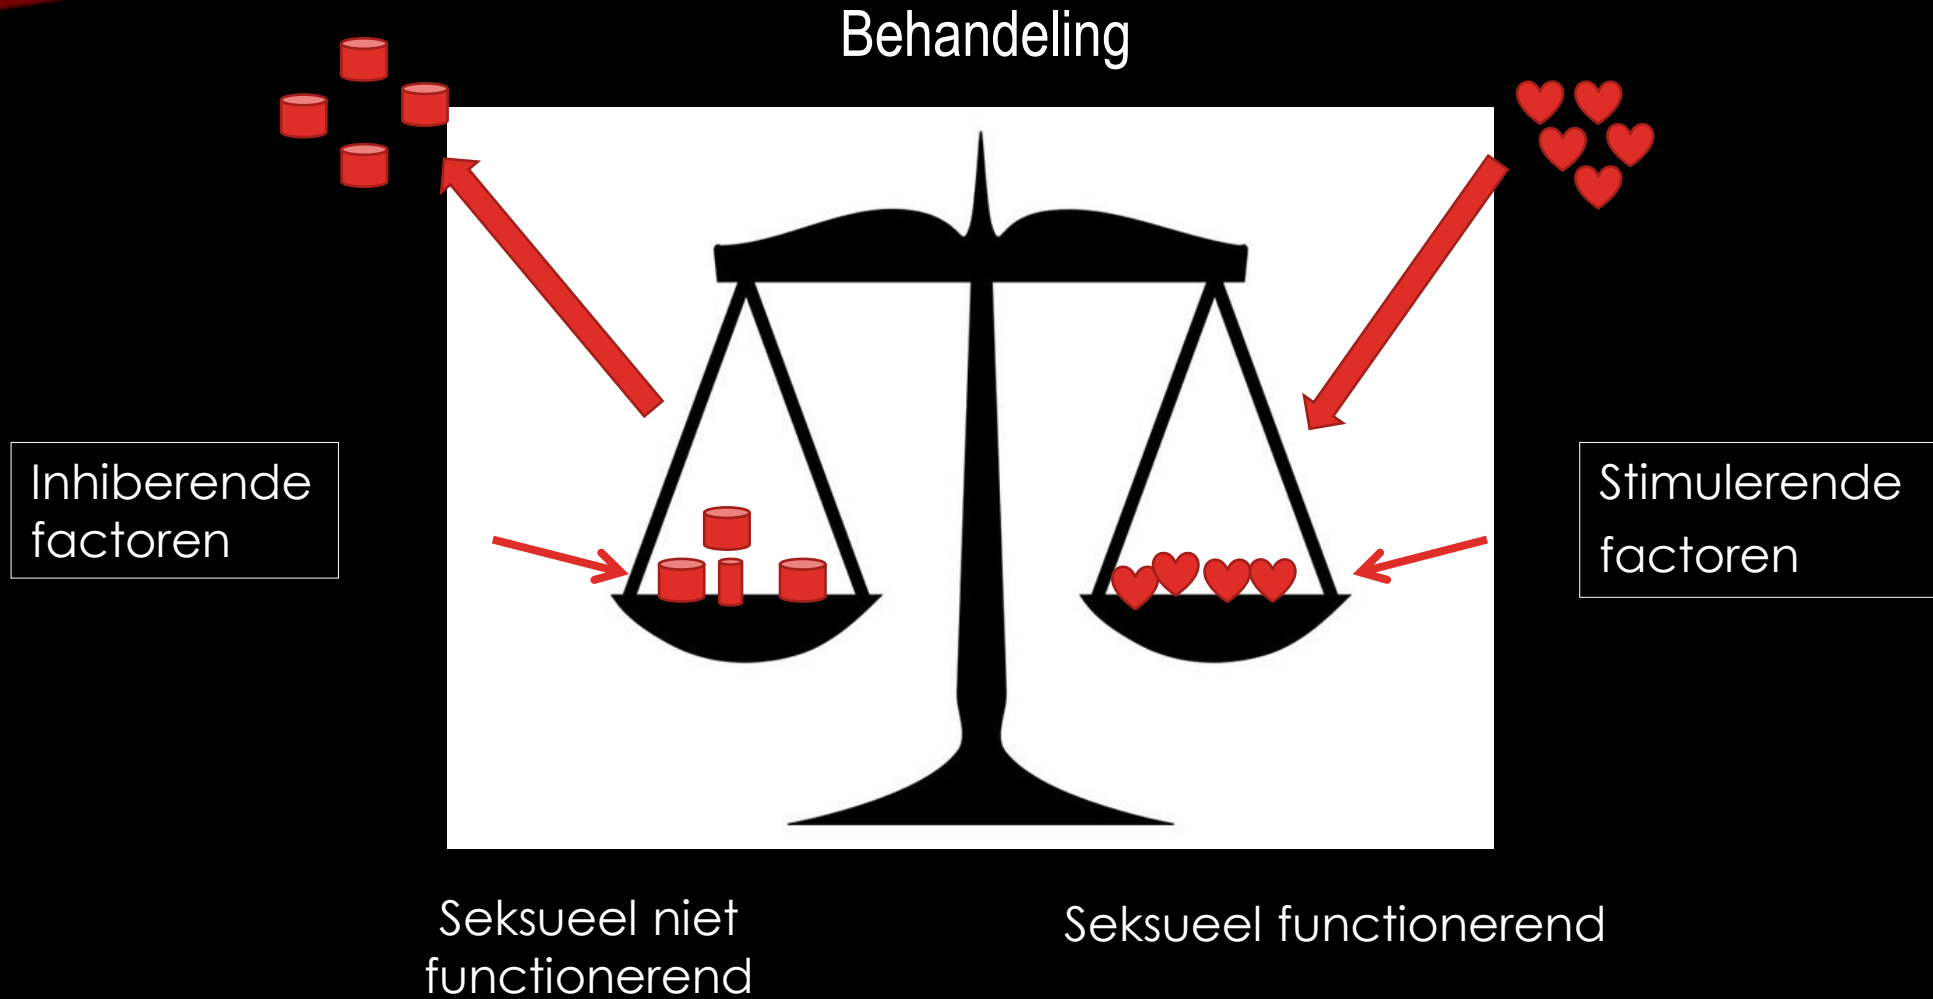 Behandeling
Inhiberende
factoren
Stimulerende
factoren
Seksueel niet
functionerend
Seksueel functionerend